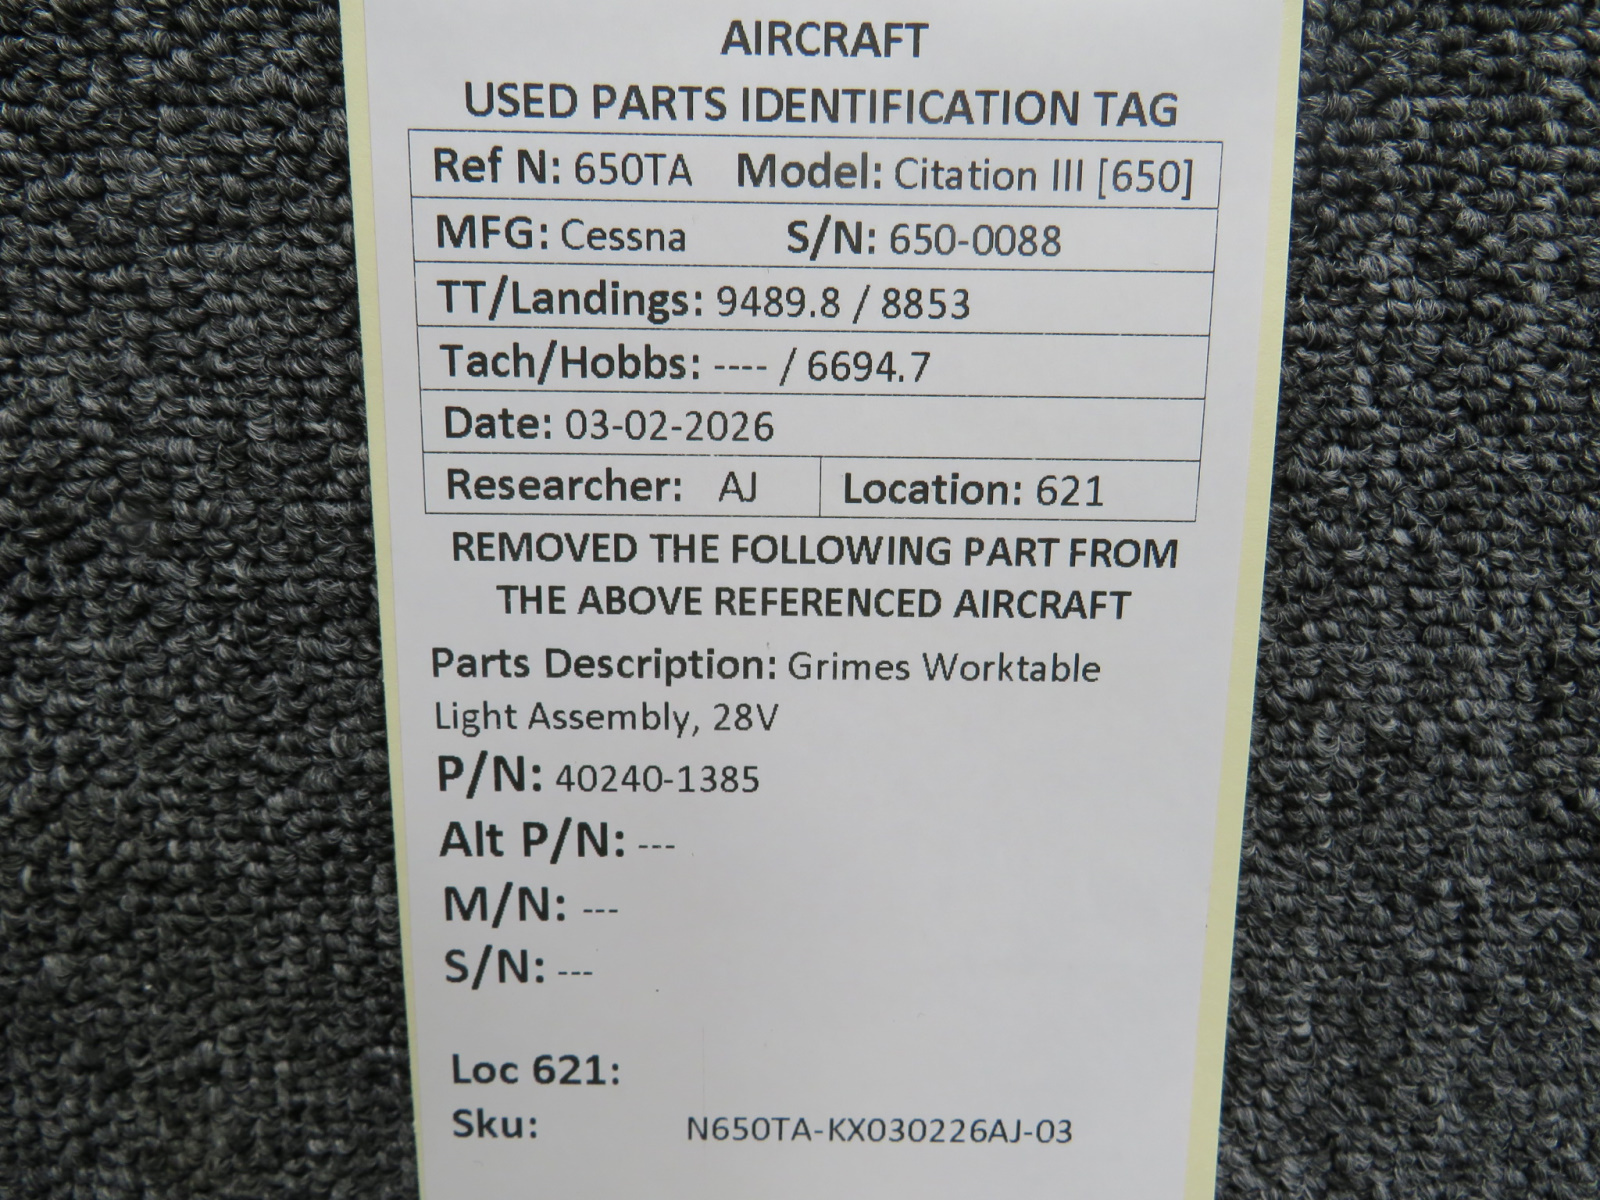 AIRCRAFT
USED PARTS IDENTIFICATION TAG
Ref N: 650TA Model: Citation III [650]
MFG: Cessna S/N: 650-0088
TT/Landings: 9489.8 / 8853
Tach/Hobbs: ---- / 6694.7
Date: 03-02-2026
Researcher: AJ Location: 621
REMOVED THE FOLLOWING PART FROM
THE ABOVE REFERENCED AIRCRAFT
Parts Description: Grimes Worktable
Light Assembly, 28V
P/N: 40240-1385
Alt P/N: ---
M/N: ---
S/N: ---
Loc 621:
Sku: N650TA-KX030226AJ-03